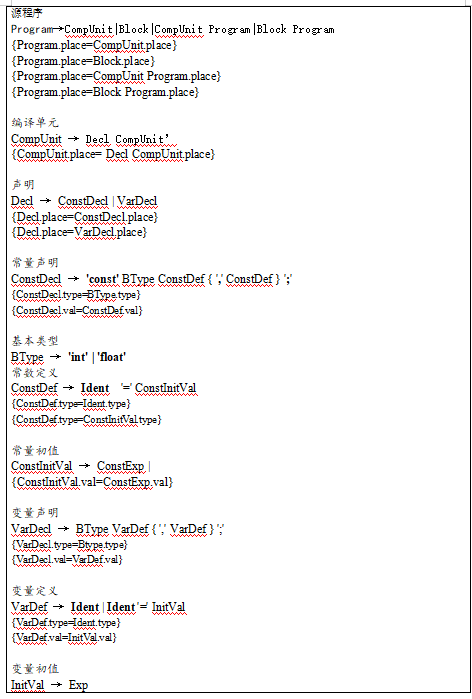 源程序
Program→CompUnit|Block|CompUnit Program|Block Program
{Program.place=CompUnit.place}
{Program.place=Block.place}
{Program.place=CompUnit Program.place}
{Program.place=Block Program.place}
编译单元
CompUnit → Decl CompUnit’
{CompUnit.place= Decl CompUnit.place}
声明
Decl → ConstDecl | VarDecl
{Decl.place=ConstDecl.place}
{Decl.place=VarDecl.place}
常量声明
ConstDecl → 'const' BType ConstDef { ',' ConstDef } ';'
{ConstDecl.type=BType.type}
{ConstDecl.val=ConstDef.val}
基本类型
BType → 'int' | 'float'
常数定义
ConstDef → Ident '=' ConstInitVal
{ConstDef.type=Ident.type}
{ConstDef.type=ConstInitVal.type}
常量初值
ConstInitVal → ConstExp |
{ConstInitVal.val=ConstExp.val}
变量声明
VarDecl → BType VarDef { ',' VarDef } ';'
{VarDecl.type=Btype.type}
{VarDecl.val=VarDef.val}
变量定义
VarDef → Ident | Ident '=' InitVal
{VarDef.type=Ident.type}
{VarDef.val=InitVal.val}
变量初值
InitVal → Exp